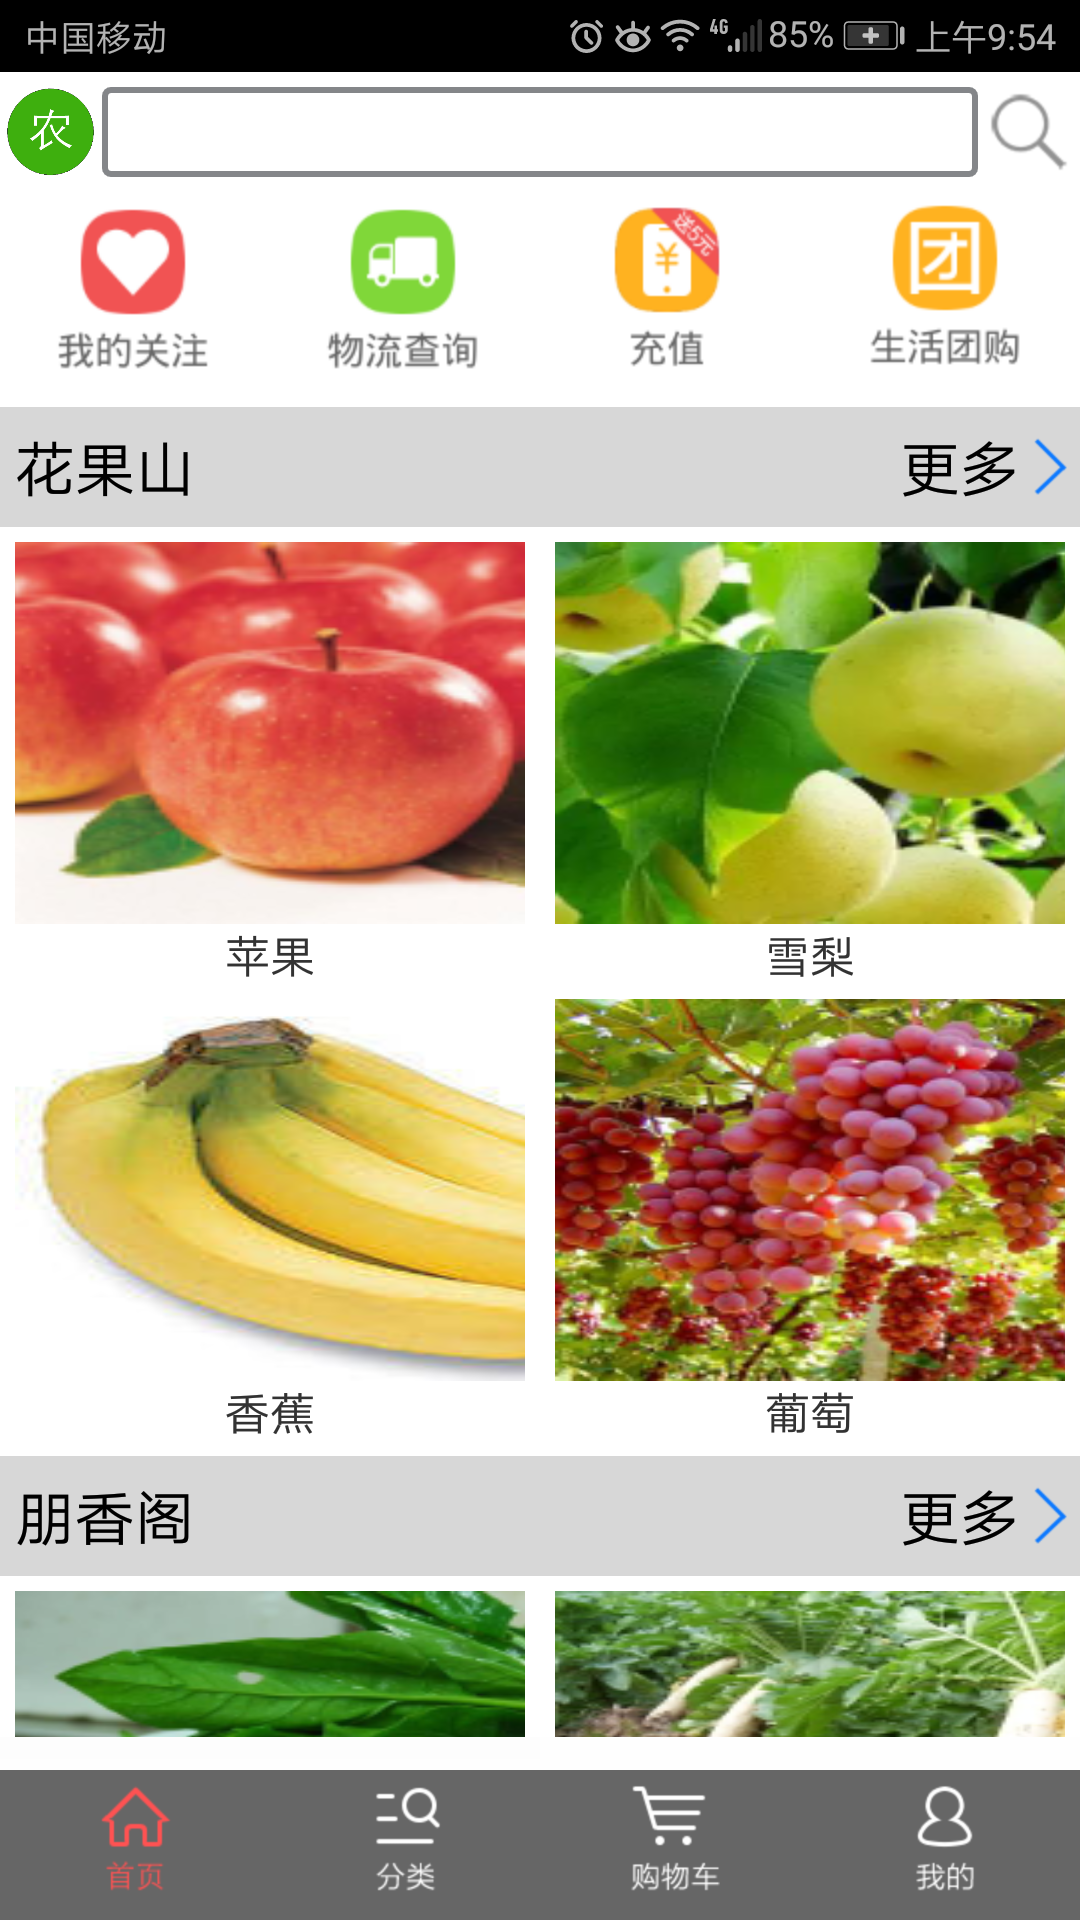 中国移动 4G 85% 上午9:54
农
送5元
我的关注 物流查询 充值 团 生活团购
花果山 更多
苹果 雪梨
香蕉 葡萄
朋香阁 更多
首页 分类 购物车 我的